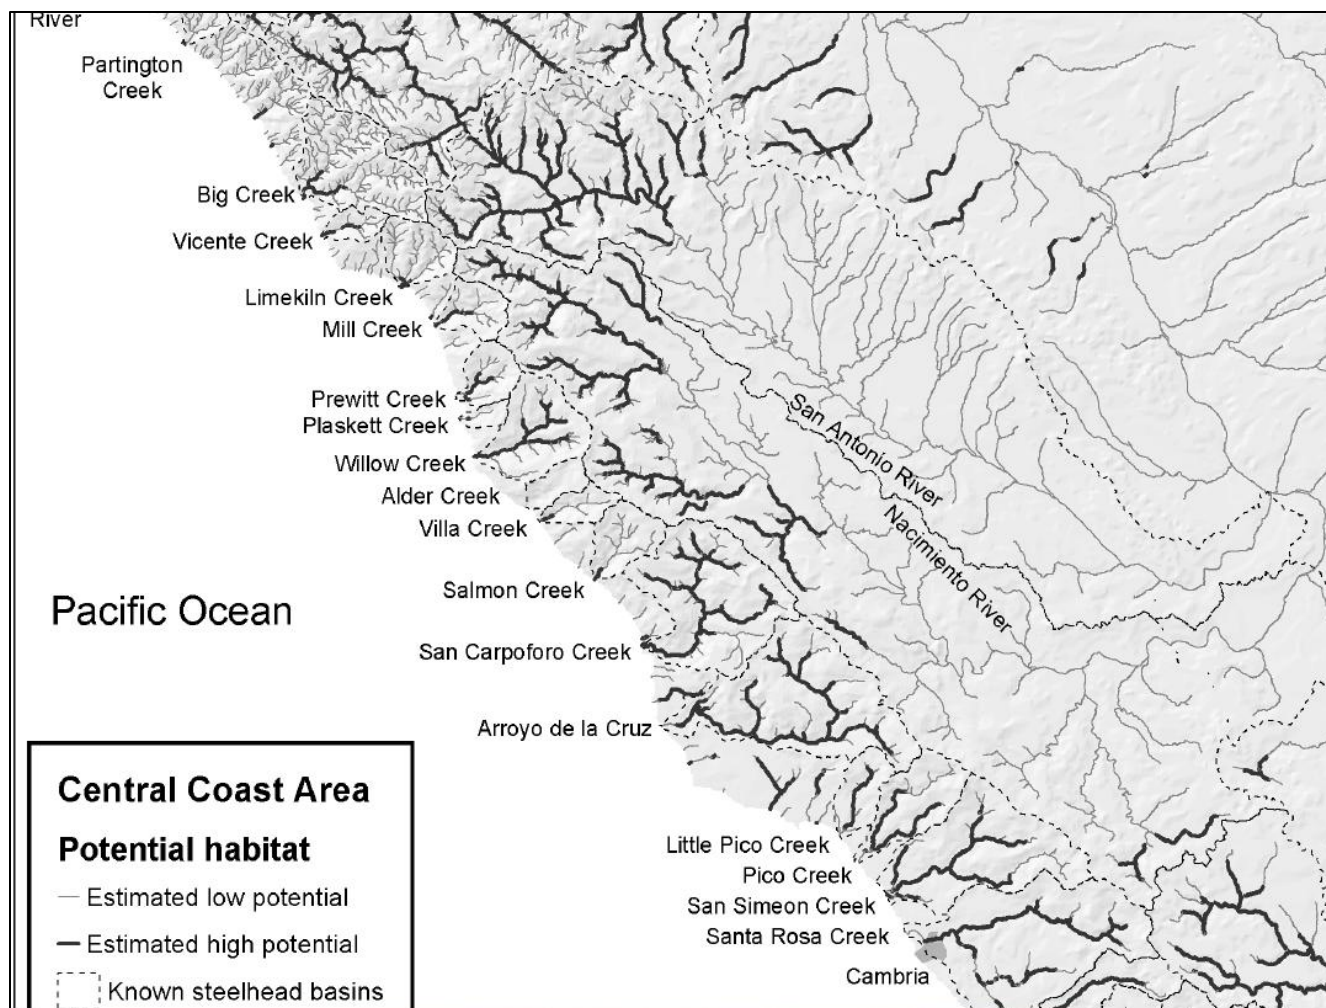 River
Partington
Creek
Big Creek
Vicente Creek
Limekiln Creek
Mill Creek
Prewitt Creek
Plaskett Creek
Willow Creek
Alder Creek
Villa Creek
Salmon Creek
San Carpoforo Creek
Arroyo de la Cruz
Little Pico Creek
Pico Creek
San Simeon Creek
Santa Rosa Creek
Cambria
San Antonio River
Nacimiento River
Pacific Ocean
Central Coast Area
Potential habitat
Estimated low potential
Estimated high potential
Known steelhead basins